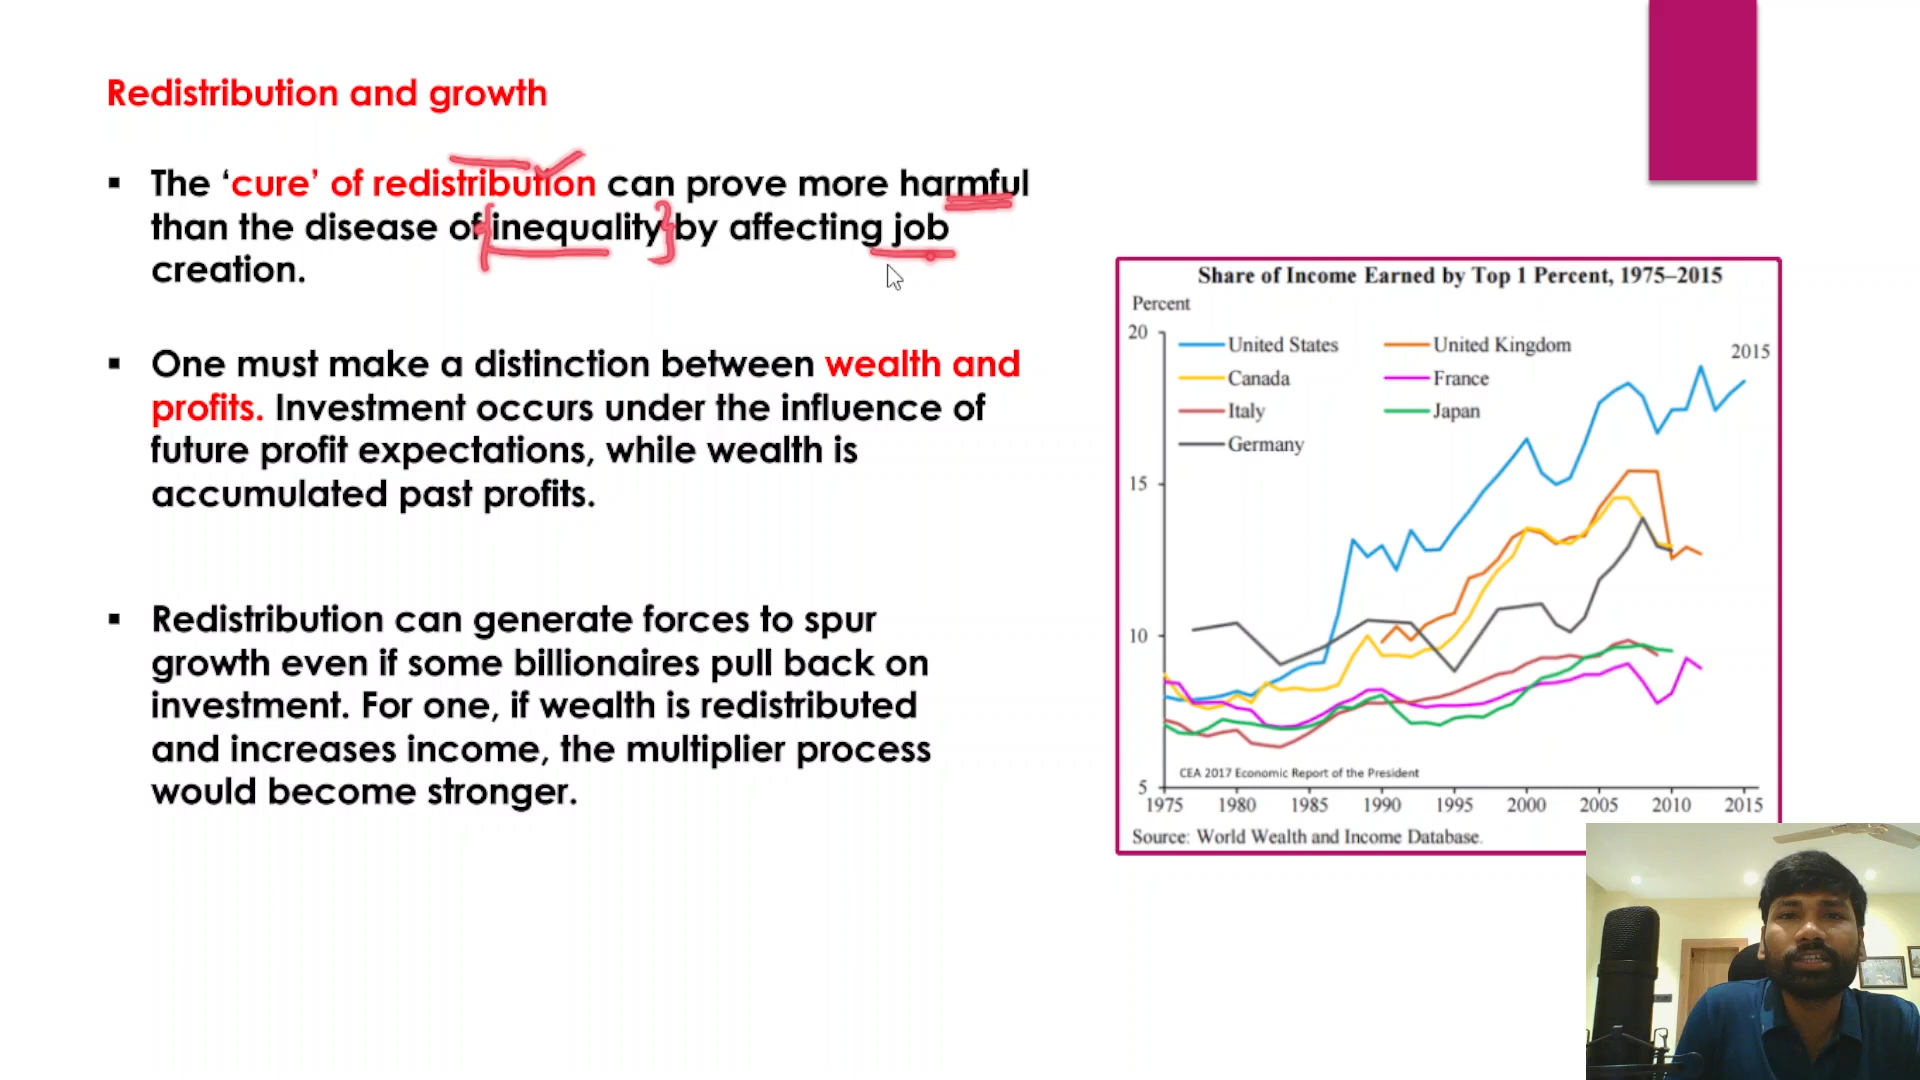 Redistribution and growth
▪ The ‘cure’ of redistribution can prove more harmful
than the disease of inequality by affecting job
creation.
▪ One must make a distinction between wealth and
profits. Investment occurs under the influence of
future profit expectations, while wealth is
accumulated past profits.
▪ Redistribution can generate forces to spur
growth even if some billionaires pull back on
investment. For one, if wealth is redistributed
and increases income, the multiplier process
would become stronger.
Share of Income Earned by Top 1 Percent, 1975–2015
Percent
20
15
10
5
United States
United Kingdom
Canada
France
Italy
Japan
Germany
2015
CEA 2017 Economic Report of the President
1975 1980 1985 1990 1995 2000 2005 2010 2015
Source: World Wealth and Income Database.